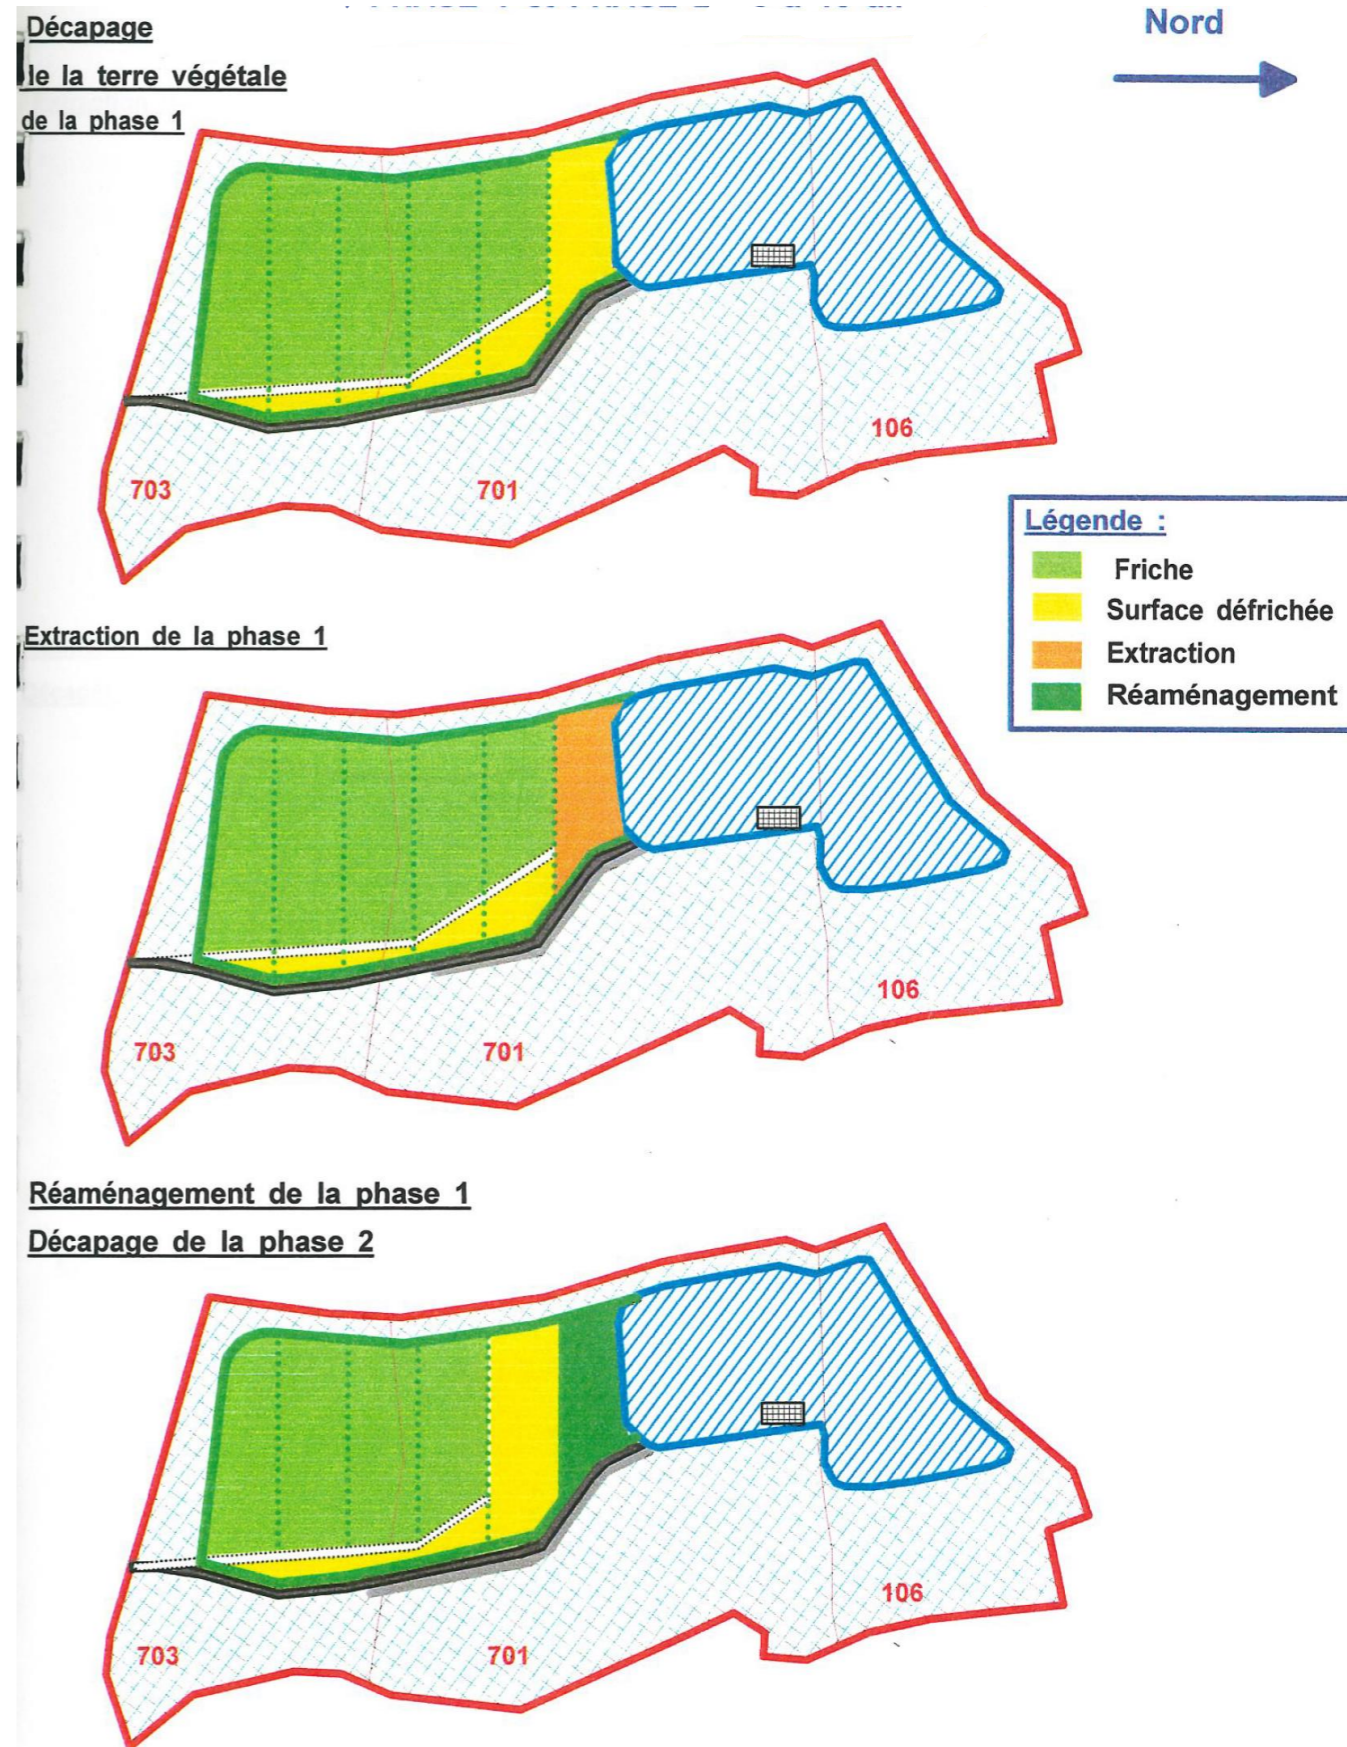 Nord
Décapage
de la terre végétale
de la phase 1
703
701
106
Légende :
Friche
Surface défrichée
Extraction
Réaménagement
Extraction de la phase 1
703
701
106
Réaménagement de la phase 1
Décapage de la phase 2
703
701
106